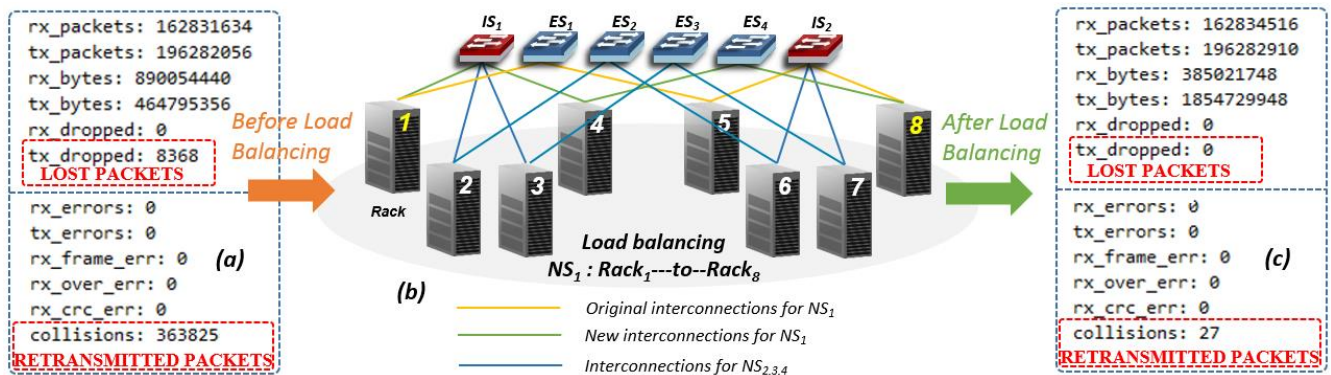 rx_packets: 162831634
tx_packets: 196282056
rx_bytes: 890054440
tx_bytes: 464795356
rx_dropped: 0
tx_dropped: 8368
LOST PACKETS
rx_errors: 0
tx_errors: 0
rx_frame_err: 0
rx_over_err: 0
rx_crc_err: 0
collisions: 363825
RETRANSMITTED PACKETS
(a)
Before Load
Balancing
IS1 ES1 ES2 ES3 ES4 IS2
1 4 5 8
2 3 6 7
Rack
Load balancing
NS1 : Rack1---to--Rack8
(b)
Original interconnections for NS1
New interconnections for NS1
Interconnections for NS2.3.4
After Load
Balancing
rx_packets: 162834516
tx_packets: 196282910
rx_bytes: 385021748
tx_bytes: 1854729948
rx_dropped: 0
tx_dropped: 0
LOST PACKETS
rx_errors: 0
tx_errors: 0
rx_frame_err: 0
rx_over_err: 0
rx_crc_err: 0
collisions: 27
RETRANSMITTED PACKETS
(c)